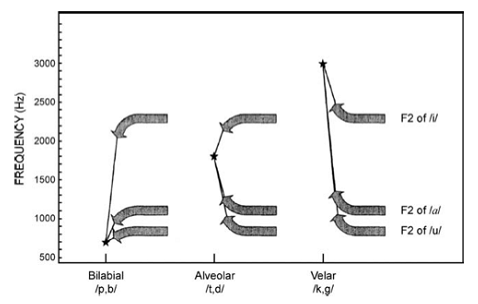 FREQUENCY (Hz)
3000
2500
2000
1500
1000
500
F2 of /i/
F2 of /a/
F2 of /u/
Bilabial
/p,b/
Alveolar
/t,d/
Velar
/k,g/